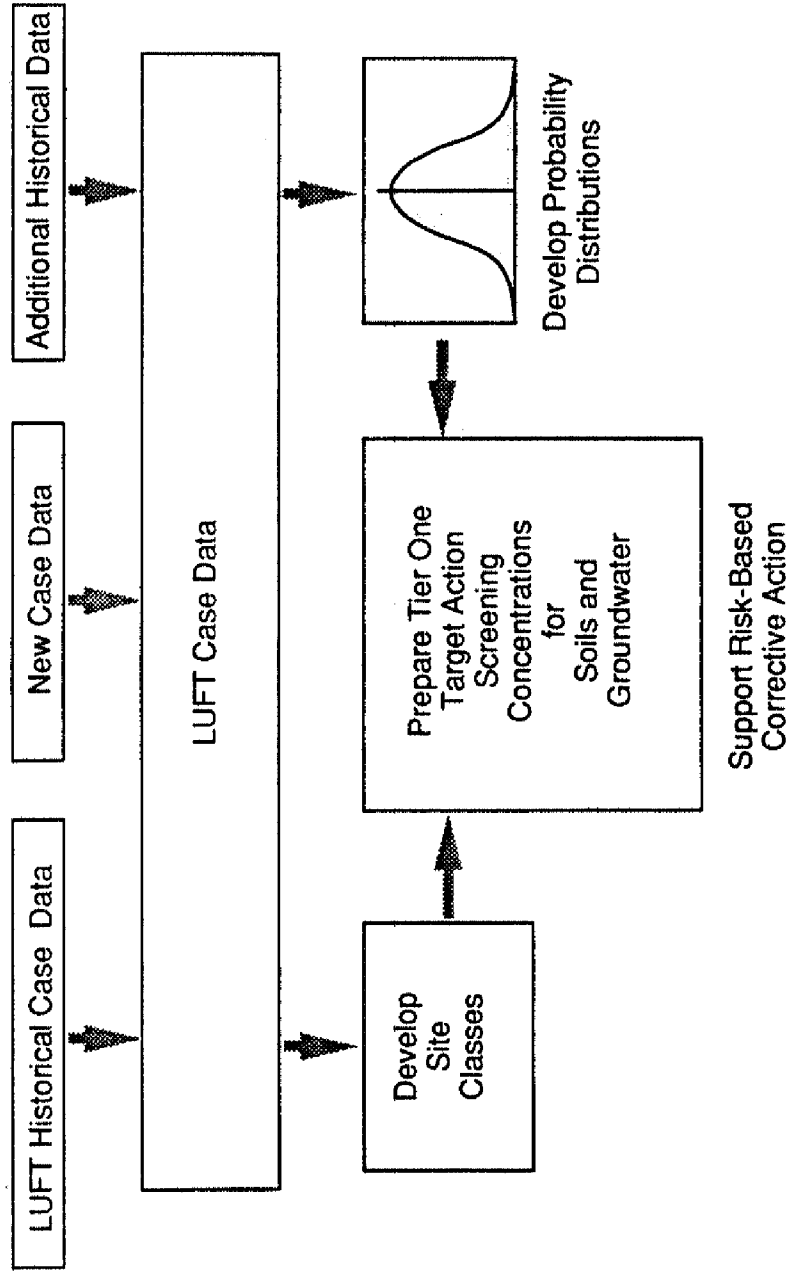 LUFT Historical Case Data
New Case Data
Additional Historical Data
LUFT Case Data
Develop
Site
Classes
Prepare Tier One
Target Action
Screening
Concentrations
for
Soils and
Groundwater
Support Risk-Based
Corrective Action
Develop Probability
Distributions